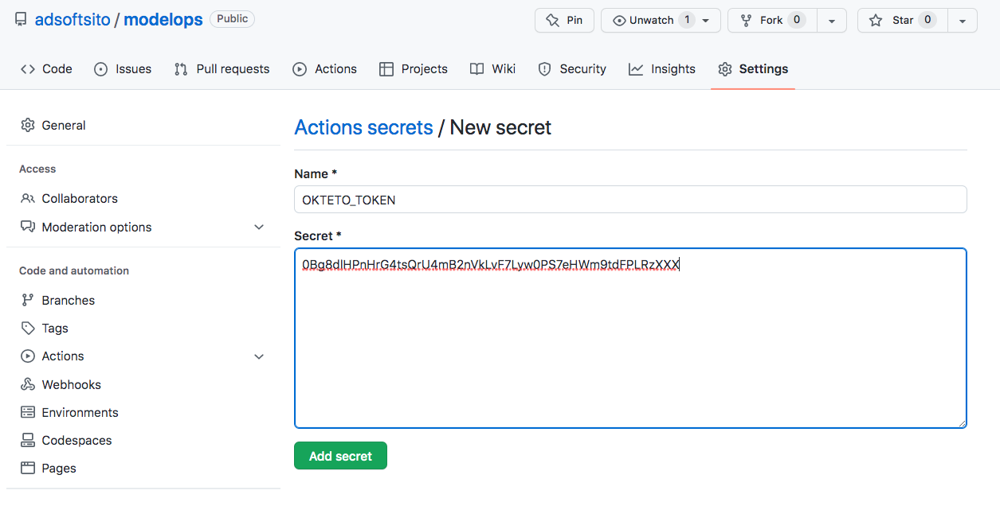 adsoftsito / modelops Public
Pin
Unwatch 1
Fork 0
Star 0
Code
Issues
Pull requests
Actions
Projects
Wiki
Security
Insights
Settings
General
Access
Collaborators
Moderation options
Code and automation
Branches
Tags
Actions
Webhooks
Environments
Codespaces
Pages
Actions secrets / New secret
Name *
OKTETO_TOKEN
Secret *
0Bg8dlHPnHrG4tsQrU4mB2nVkLvF7Lyw0PS7eHWm9tdFPLRzXXX
Add secret